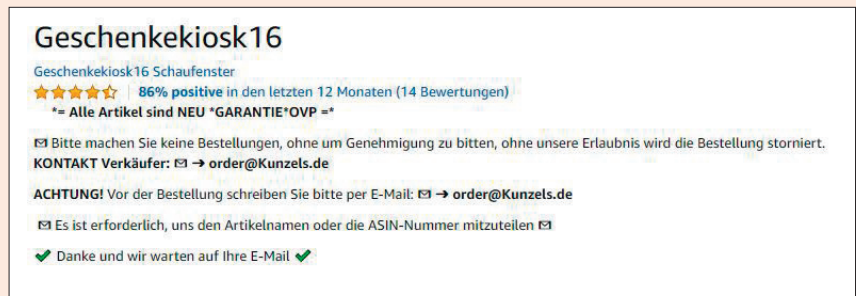 Geschenkekiosk16
Geschenkekiosk16 Schaufenster
86% positive in den letzten 12 Monaten (14 Bewertungen)
*= Alle Artikel sind NEU *GARANTIE*OVP =*
✉ Bitte machen Sie keine Bestellungen, ohne um Genehmigung zu bitten, ohne unsere Erlaubnis wird die Bestellung storniert.
KONTAKT Verkäufer: ✉ ➔ order@Kunzels.de
ACHTUNG! Vor der Bestellung schreiben Sie bitte per E-Mail: ✉ ➔ order@Kunzels.de
✉ Es ist erforderlich, uns den Artikelnamen oder die ASIN-Nummer mitzuteilen ✉
✔ Danke und wir warten auf Ihre E-Mail ✔